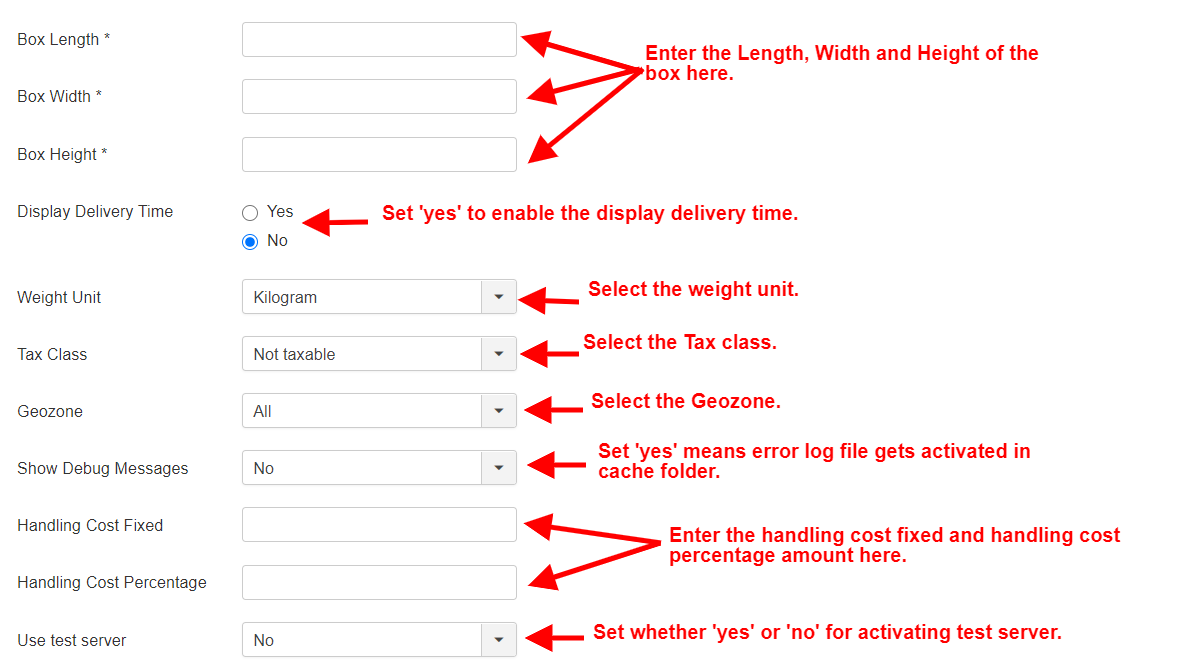 Box Length *
Enter the Length, Width and Height of the
box here.
Box Width *
Box Height *
Display Delivery Time
Yes
No
Set 'yes' to enable the display delivery time.
Weight Unit
Kilogram
Select the weight unit.
Tax Class
Not taxable
Select the Tax class.
Geozone
All
Select the Geozone.
Show Debug Messages
No
Set 'yes' means error log file gets activated in
cache folder.
Handling Cost Fixed
Enter the handling cost fixed and handling cost
percentage amount here.
Handling Cost Percentage
Use test server
No
Set whether 'yes' or 'no' for activating test server.